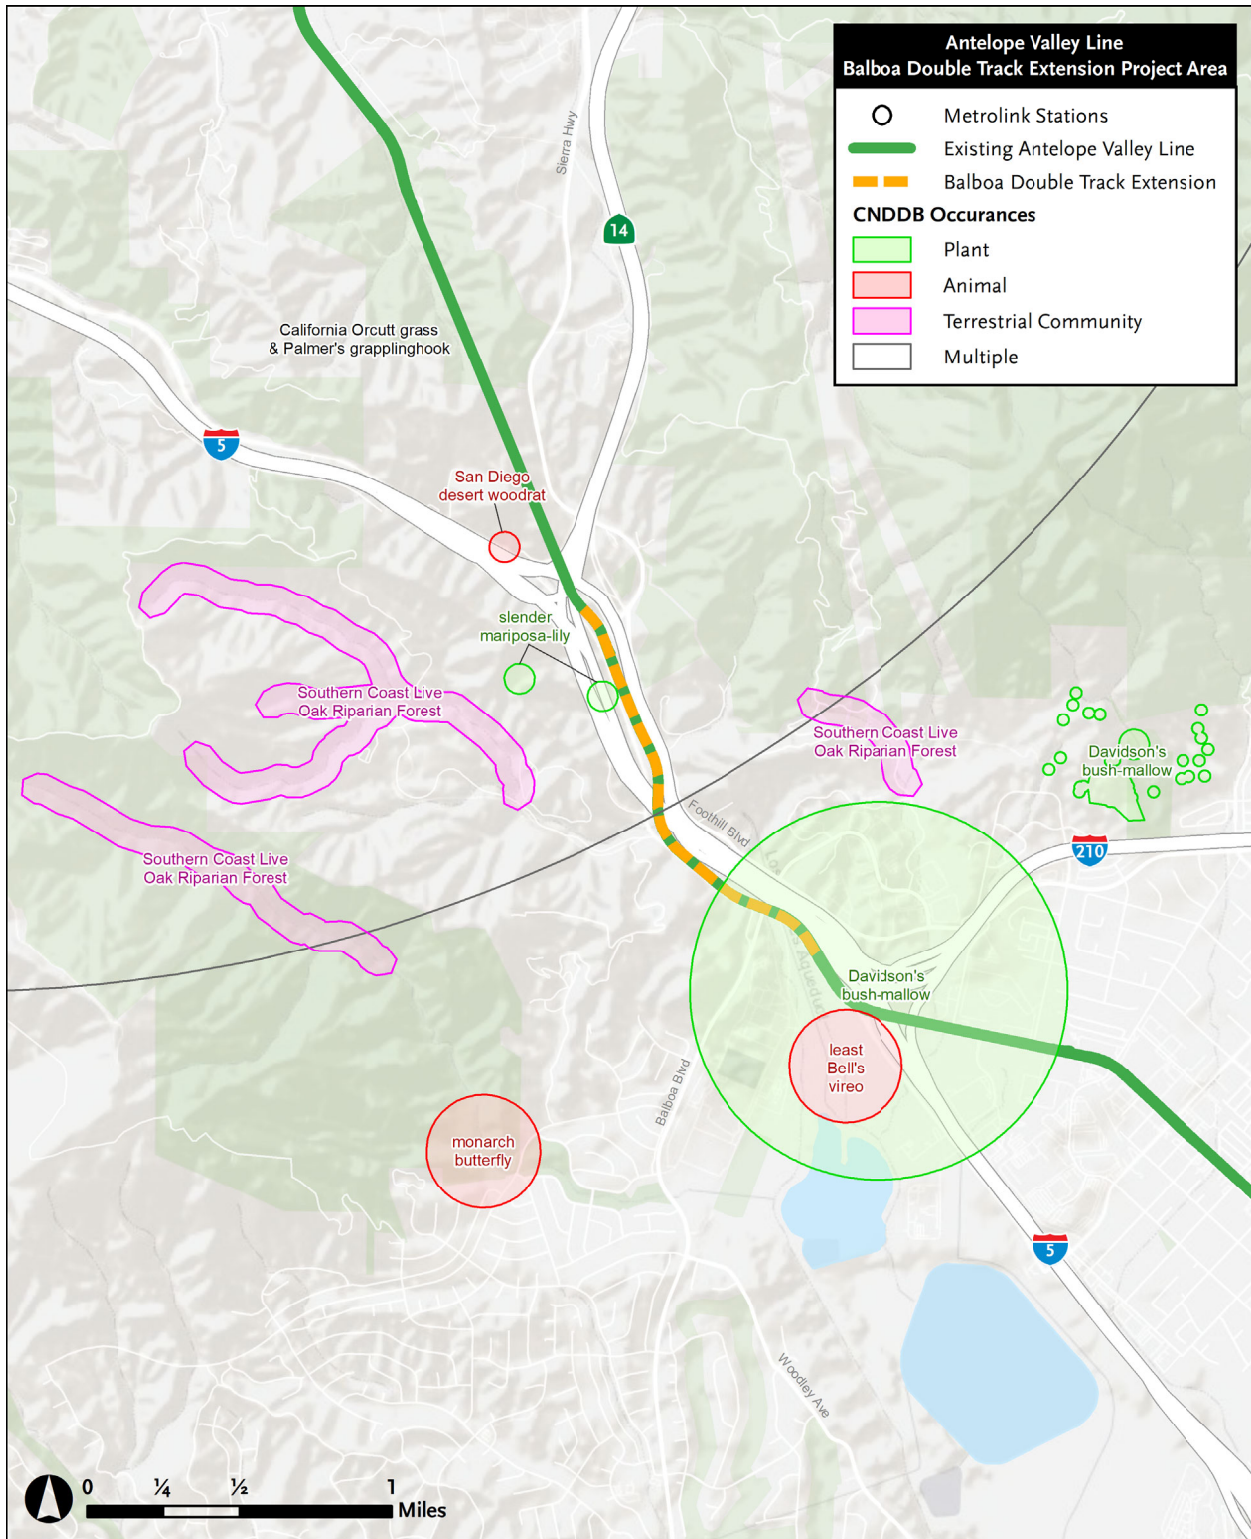 Antelope Valley Line
Balboa Double Track Extension Project Area
Metrolink Stations
Existing Antelope Valley Line
Balboa Double Track Extension
CNDDB Occurances
Plant
Animal
Terrestrial Community
Multiple
Sierra Hwy
14
California Orcutt grass
& Palmer's grapplinghook
5
San Diego
desert woodrat
slender
mariposa-lily
Southern Coast Live
Oak Riparian Forest
Southern Coast Live
Oak Riparian Forest
Davidson's
bush-mallow
Foothill Blvd
210
Southern Coast Live
Oak Riparian Forest
Los
Davidson's
bush-mallow
least
Bell's
vireo
Balboa Blvd
monarch
butterfly
5
Woodley Ave
0 ¼ ½ 1
Miles